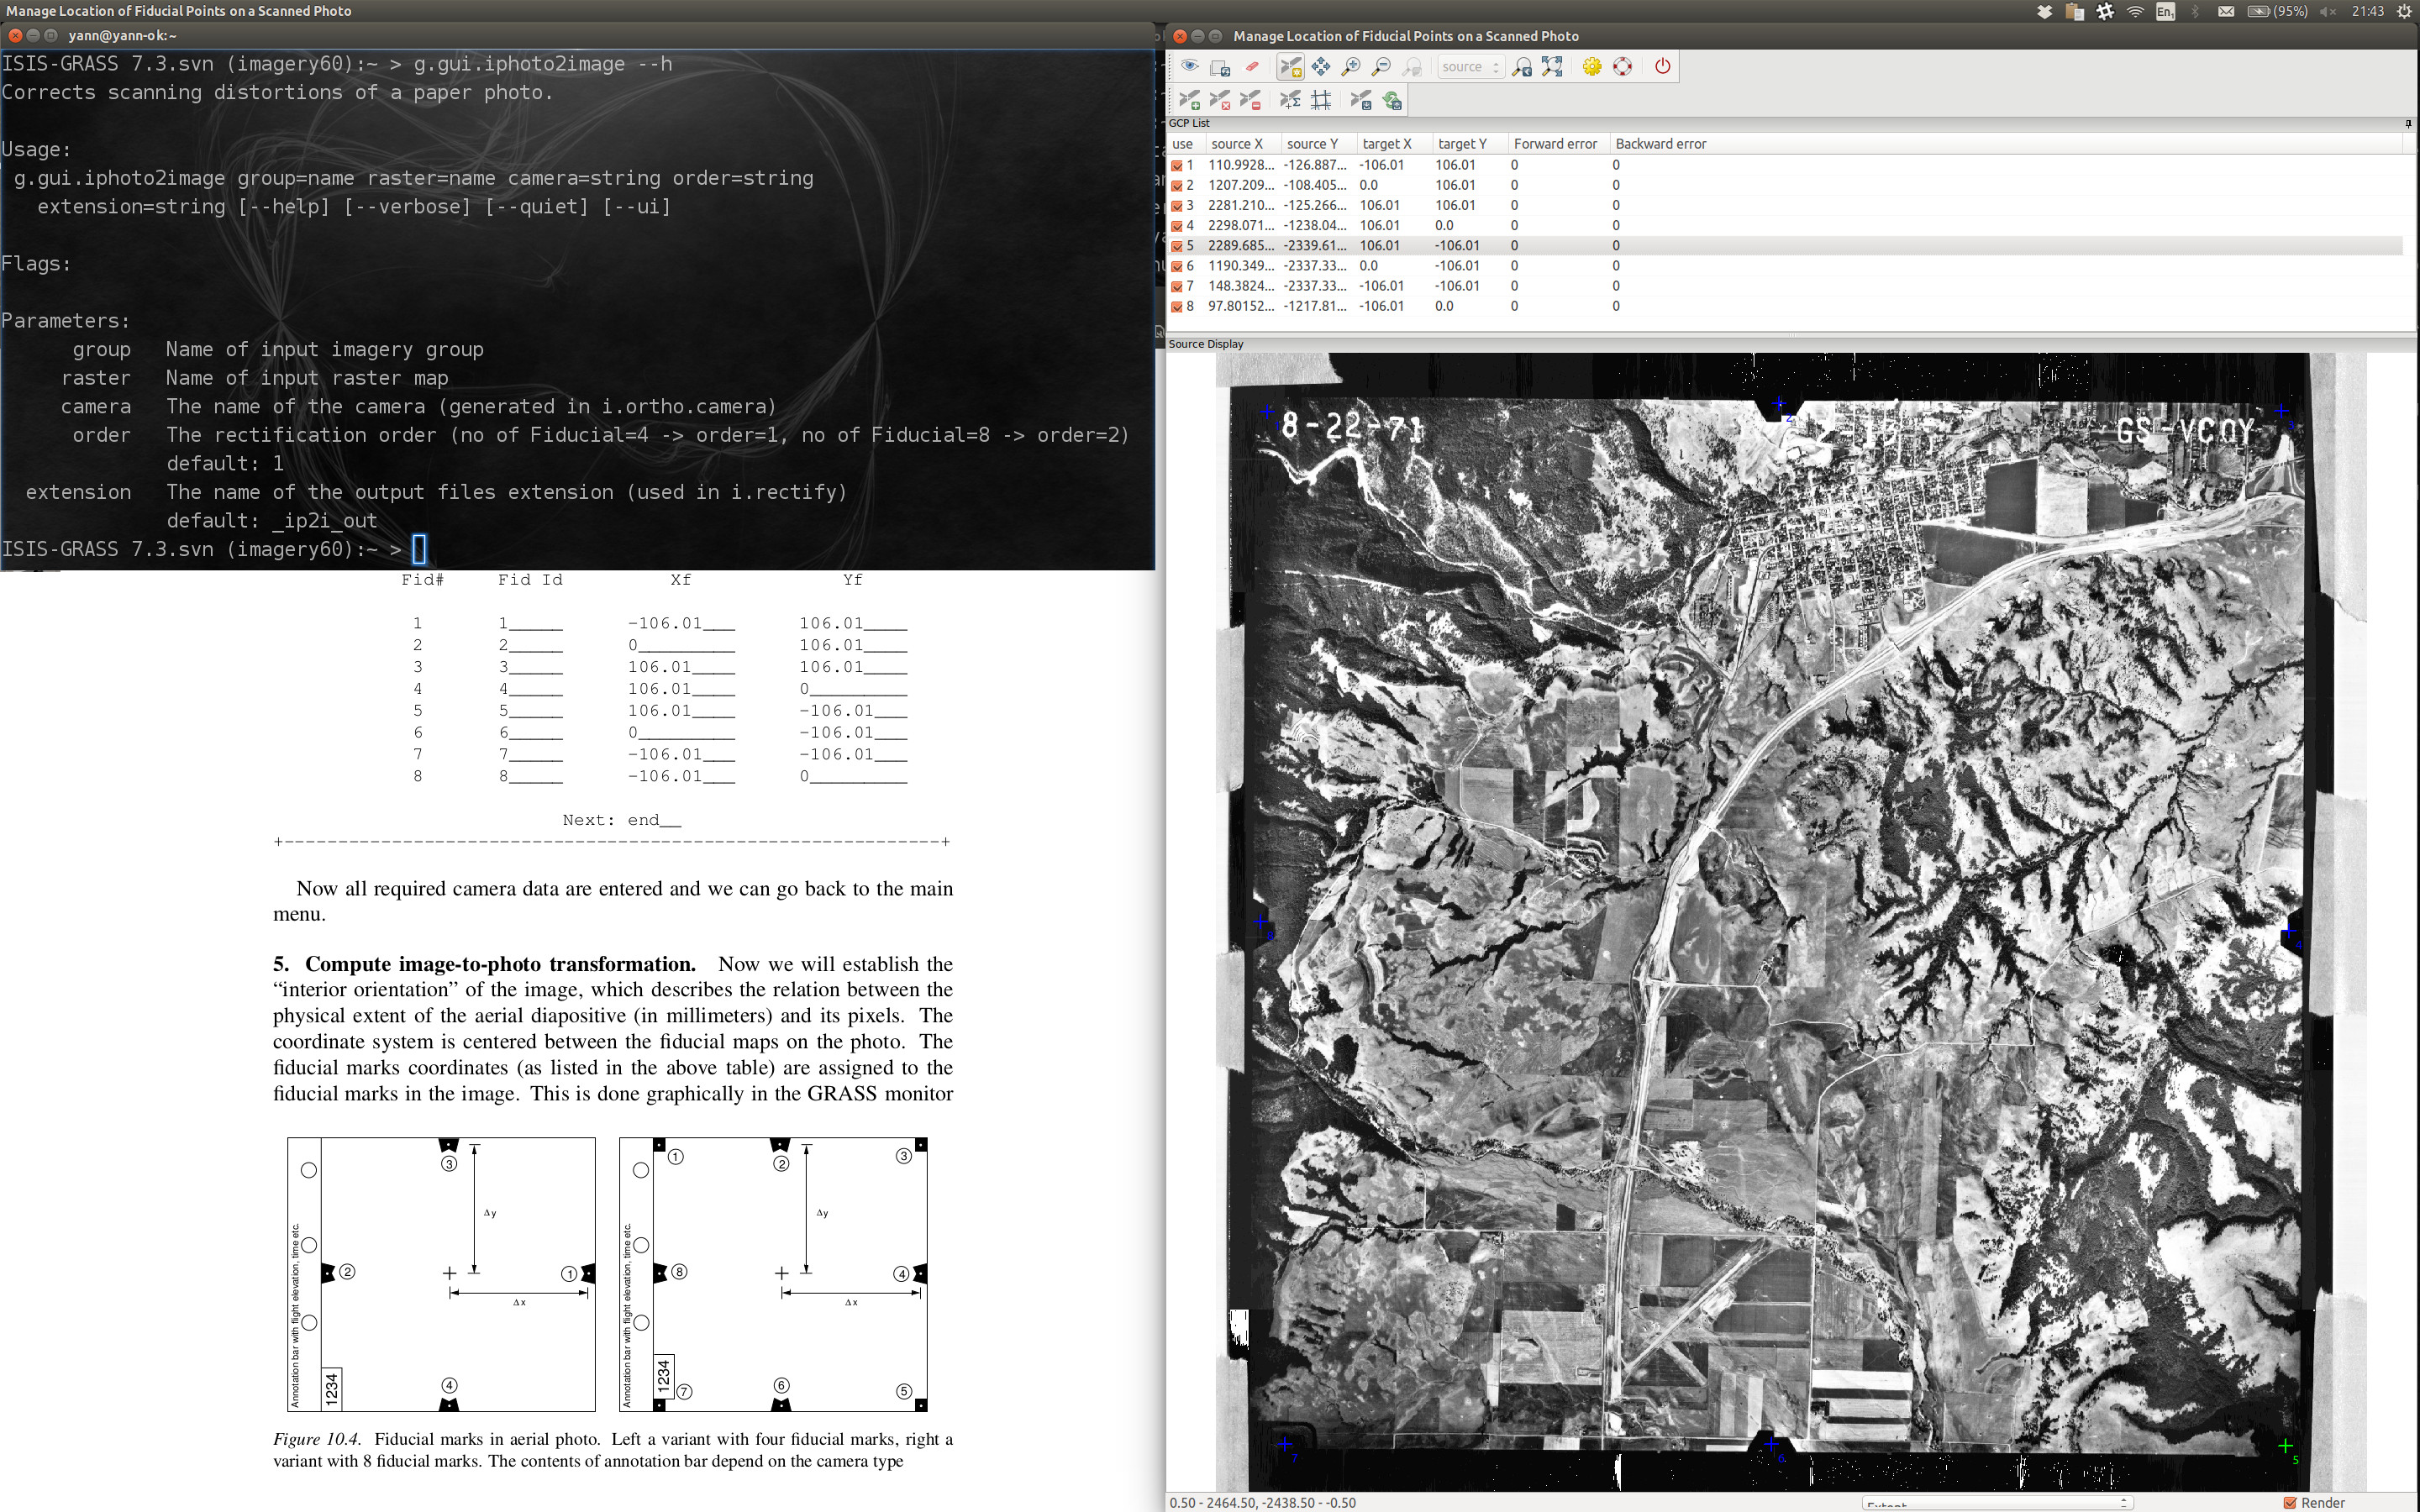 Manage Location of Fiducial Points on a Scanned Photo
En1 (95%) 21:43
yann@yann-ok:~
ISIS-GRASS 7.3.svn (imagery60):~ > g.gui.iphoto2image --h
Corrects scanning distortions of a paper photo.
Usage:
g.gui.iphoto2image group=name raster=name camera=string order=string
extension=string [--help] [--verbose] [--quiet] [--ui]
Flags:
Parameters:
group Name of input imagery group
raster Name of input raster map
camera The name of the camera (generated in i.ortho.camera)
order The rectification order (no of Fiducial=4 -> order=1, no of Fiducial=8 -> order=2)
default: 1
extension The name of the output files extension (used in i.rectify)
default: _ip2i_out
ISIS-GRASS 7.3.svn (imagery60):~ >
Fid# Fid Id Xf Yf
1 1______ -106.01___ 106.01____
2 2______ 0_________ 106.01____
3 3______ 106.01____ 106.01____
4 4______ 106.01____ 0_________
5 5______ 106.01____ -106.01___
6 6______ 0_________ -106.01___
7 7______ -106.01___ -106.01___
8 8______ -106.01___ 0_________
Next: end__
+-------------------------------------------------------------+
Now all required camera data are entered and we can go back to the main
menu.
5. Compute image-to-photo transformation. Now we will establish the
“interior orientation” of the image, which describes the relation between the
physical extent of the aerial diapositive (in millimeters) and its pixels. The
coordinate system is centered between the fiducial maps on the photo. The
fiducial marks coordinates (as listed in the above table) are assigned to the
fiducial marks in the image. This is done graphically in the GRASS monitor
Annotation bar with flight elevation, time etc.
1234
3
Δy
2
1
Δx
4
Annotation bar with flight elevation, time etc.
1234
1
2
3
Δy
8
4
Δx
7
6
5
Figure 10.4. Fiducial marks in aerial photo. Left a variant with four fiducial marks, right a
variant with 8 fiducial marks. The contents of annotation bar depend on the camera type
Manage Location of Fiducial Points on a Scanned Photo
source
GCP List
use source X source Y target X target Y Forward error Backward error
1 110.9928... -126.887... -106.01 106.01 0 0
2 1207.209... -108.405... 0.0 106.01 0 0
3 2281.210... -125.266... 106.01 106.01 0 0
4 2298.071... -1238.04... 106.01 0.0 0 0
5 2289.685... -2339.61... 106.01 -106.01 0 0
6 1190.349... -2337.33... 0.0 -106.01 0 0
7 148.3824... -2337.33... -106.01 -106.01 0 0
8 97.80152... -1217.81... -106.01 0.0 0 0
Source Display
8-22-71
GS-VCOY
2
4
7
6
5
0.50 - 2464.50, -2438.50 - -0.50
Extent
Render